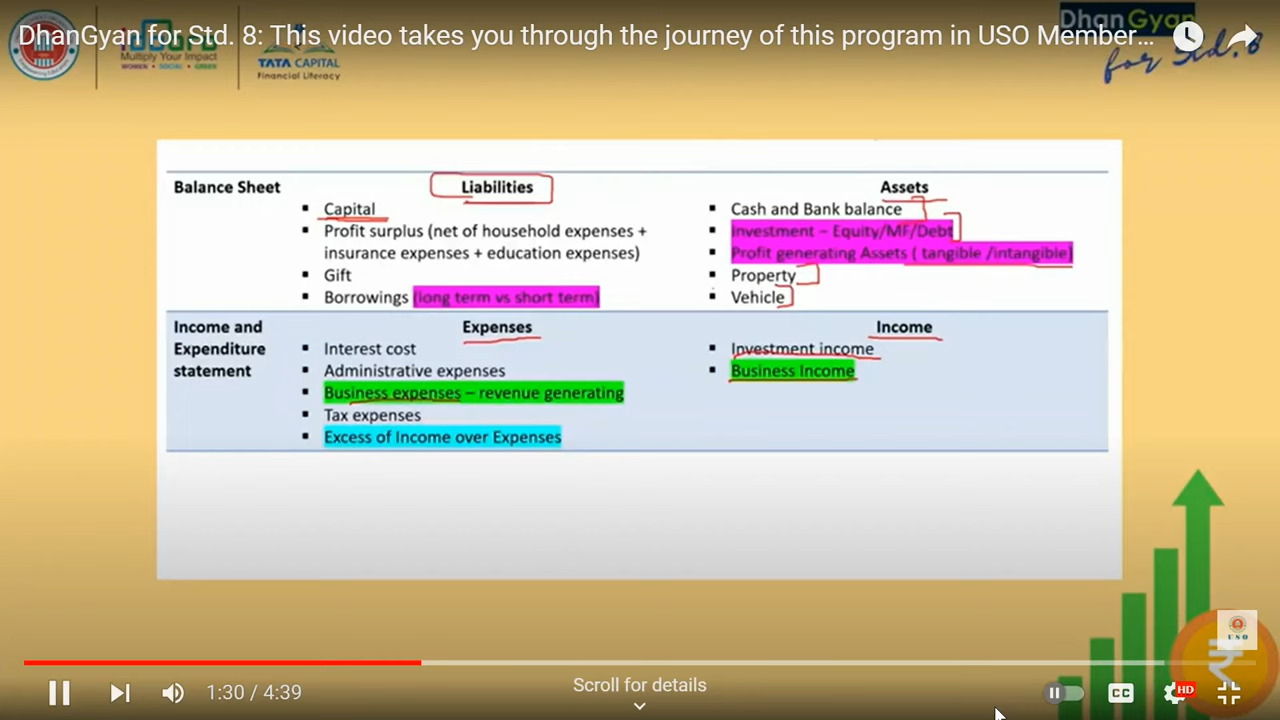 DhanGyan for Std. 8: This video takes you through the journey of this program in USO Member...
DhanGyan
for Std. 8
Multiply Your Impact
WOMEN • SOCIAL • GREEN
TATA CAPITAL
Financial Literacy
Balance Sheet
Liabilities
Assets
▪ Capital
▪ Profit surplus (net of household expenses +
insurance expenses + education expenses)
▪ Gift
▪ Borrowings (long term vs short term)
▪ Cash and Bank balance
▪ Investment – Equity/MF/Debt
▪ Profit generating Assets ( tangible /intangible)
▪ Property
▪ Vehicle
Income and
Expenditure
statement
Expenses
Income
▪ Interest cost
▪ Administrative expenses
▪ Business expenses – revenue generating
▪ Tax expenses
▪ Excess of Income over Expenses
▪ Investment income
▪ Business Income
USO
₹
1:30 / 4:39
Scroll for details
CC
HD